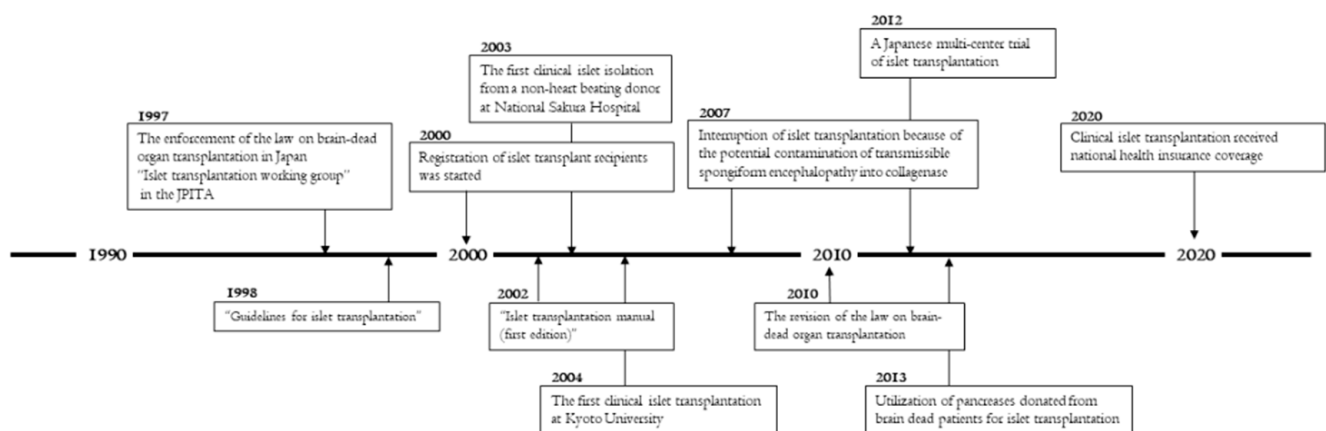 2012
A Japanese multi-center trial
of islet transplantation
2003
The first clinical islet isolation
from a non-heart beating donor
at National Sakura Hospital
1997
The enforcement of the law on brain-dead
organ transplantation in Japan
"Islet transplantation working group"
in the JPITA
2000
Registration of islet transplant recipients
was started
2007
Interruption of islet transplantation because of
the potential contamination of transmissible
spongiform encephalopathy into collagenase
2020
Clinical islet transplantation received
national health insurance coverage
1990 2000 2010 2020
1998
"Guidelines for islet transplantation"
2002
"Islet transplantation manual
(first edition)"
2010
The revision of the law on brain-
dead organ transplantation
2004
The first clinical islet transplantation
at Kyoto University
2013
Utilization of pancreases donated from
brain dead patients for islet transplantation